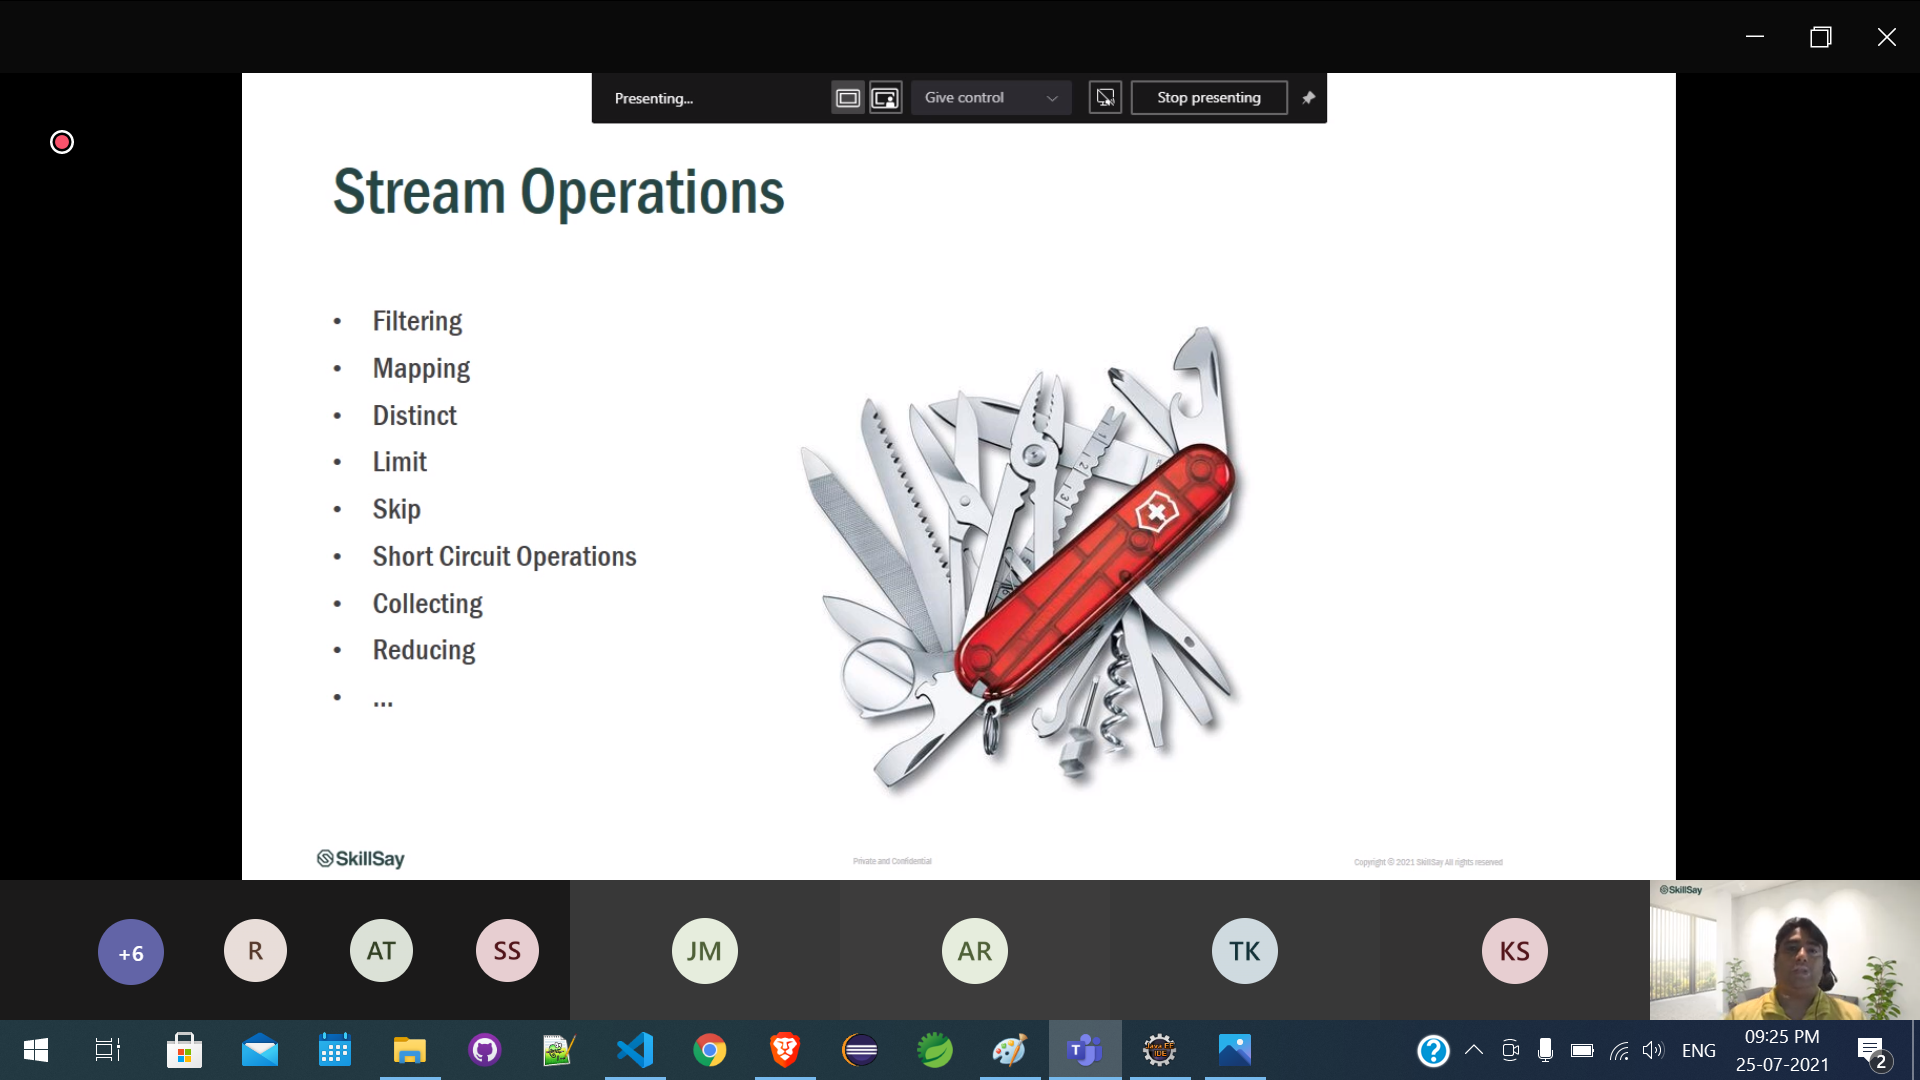 Presenting...
Give control
Stop presenting
Stream Operations
• Filtering
• Mapping
• Distinct
• Limit
• Skip
• Short Circuit Operations
• Collecting
• Reducing
• ...
SkillSay
Private and Confidential
Copyright © 2021 SkillSay All rights reserved
+6
R
AT
SS
JM
AR
TK
KS
SkillSay
ENG
09:25 PM
25-07-2021
2